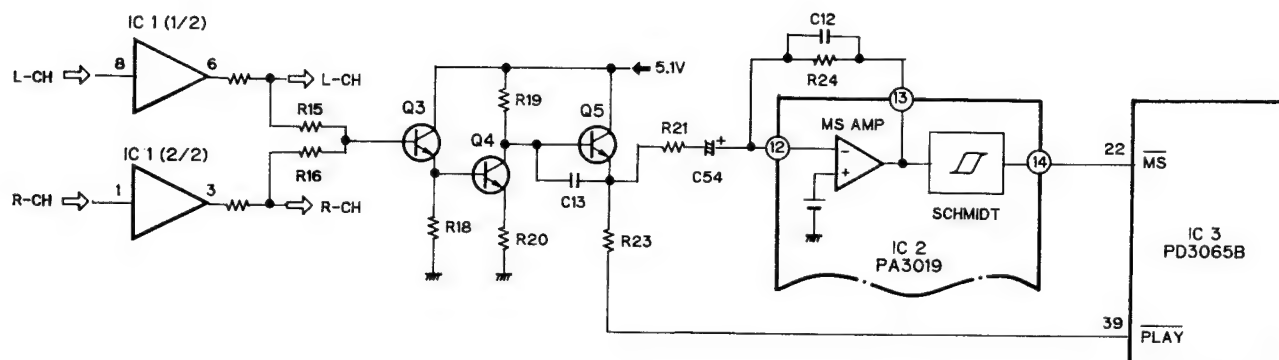 IC 1 (1/2)
L-CH
8
6
L-CH
R15
R16
IC 1 (2/2)
R-CH
1
3
R-CH
Q3
R18
Q4
R19
R20
Q5
C13
R23
5.1V
R21
C54
+
C12
R24
13
12
MS AMP
-
+
SCHMIDT
14
IC 2
PA3019
22
MS
IC 3
PD3065B
39
PLAY